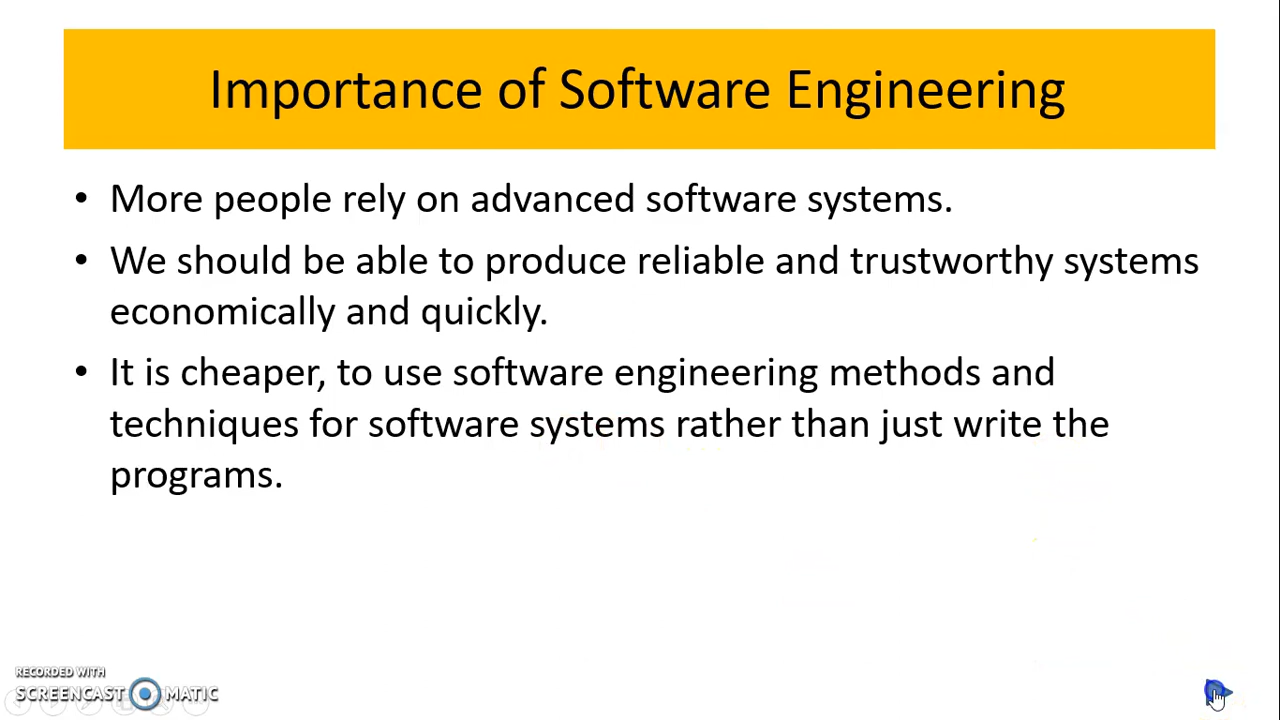 Importance of Software Engineering
• More people rely on advanced software systems.
• We should be able to produce reliable and trustworthy systems
economically and quickly.
• It is cheaper, to use software engineering methods and
techniques for software systems rather than just write the
programs.
RECORDED WITH
SCREENCAST MATIC